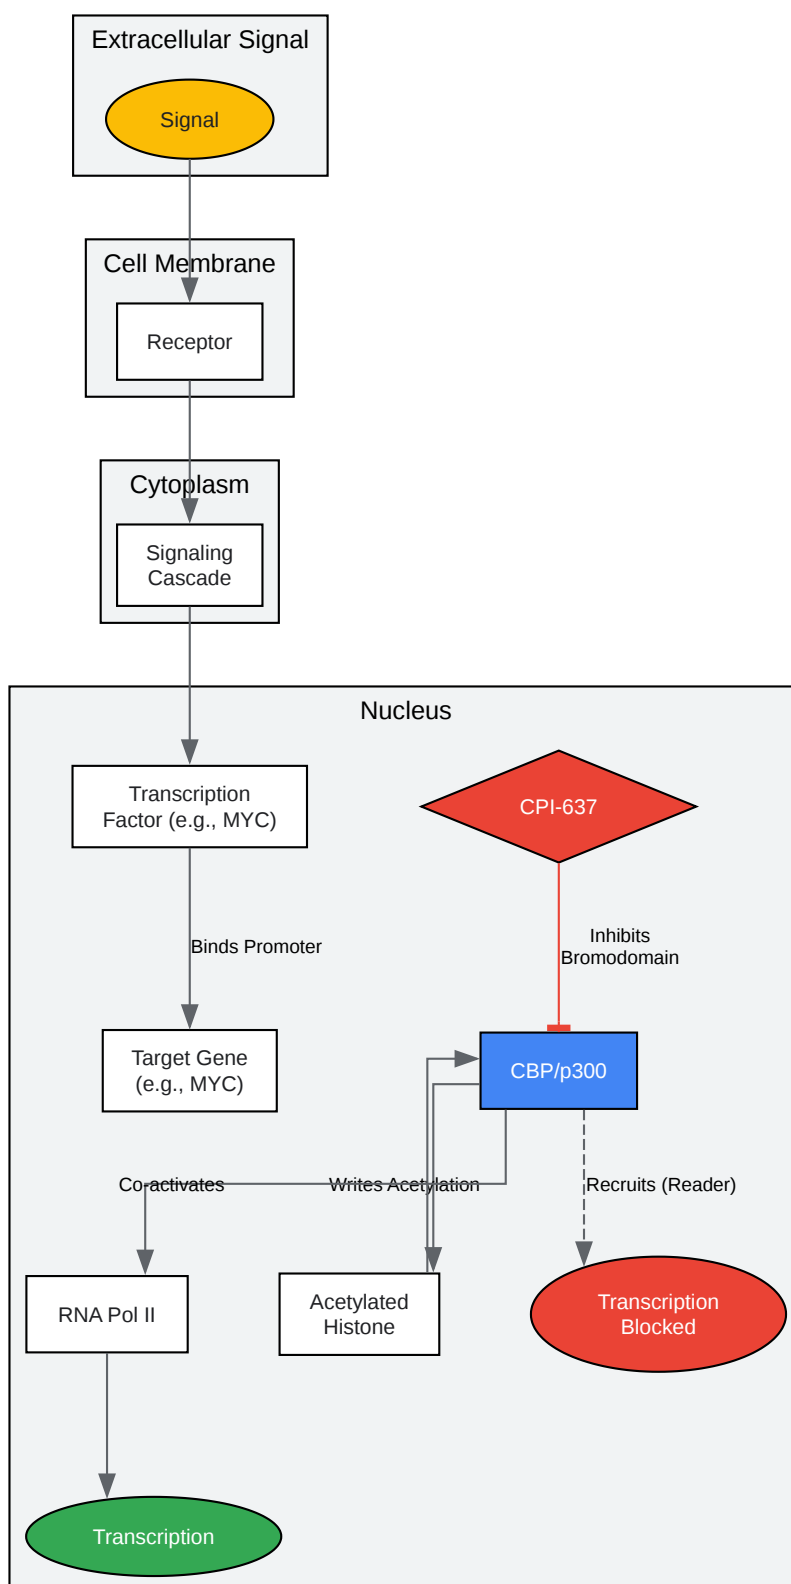 Extracellular Signal
Signal
Cell Membrane
Receptor
Cytoplasm
Signaling
Cascade
Nucleus
Transcription
Factor (e.g., MYC)
CPI-637
Binds Promoter
Inhibits
Bromodomain
Target Gene
(e.g., MYC)
CBP/p300
Co-activates
Writes Acetylation
Recruits (Reader)
RNA Pol II
Acetylated
Histone
Transcription
Blocked
Transcription